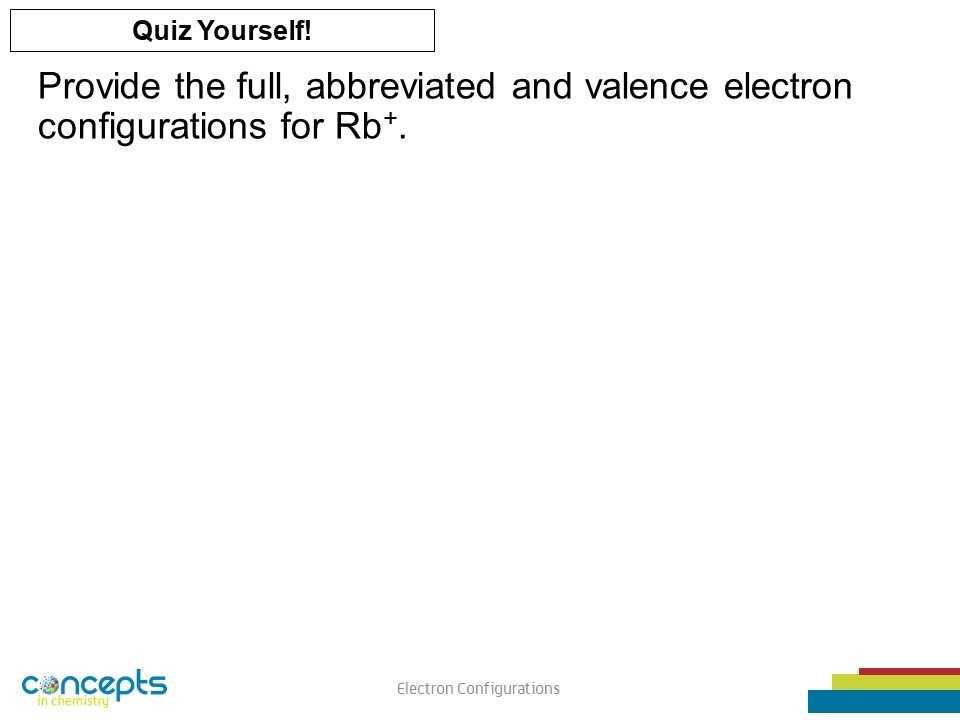 Quiz Yourself!
Provide the full, abbreviated and valence electron
configurations for Rb⁺.
concepts
in chemistry
Electron Configurations